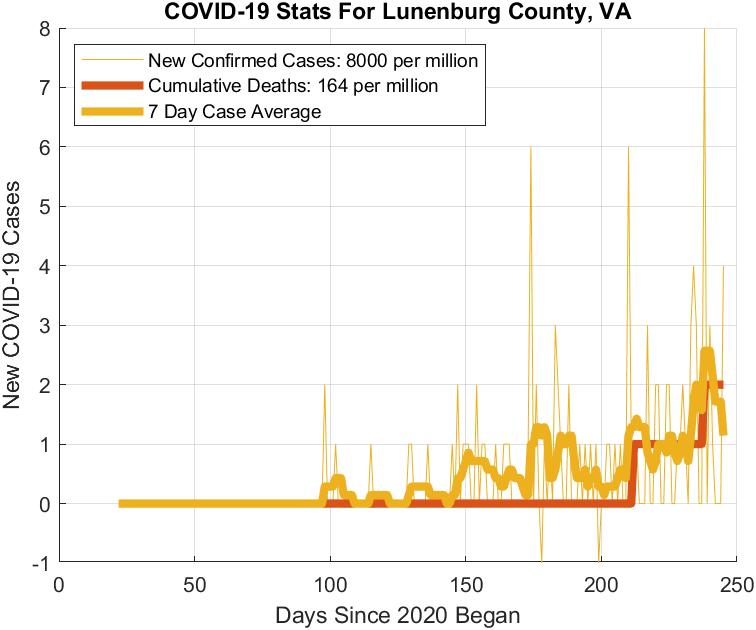 COVID-19 Stats For Lunenburg County, VA
New Confirmed Cases: 8000 per million
Cumulative Deaths: 164 per million
7 Day Case Average
8
7
6
5
4
3
2
1
0
-1
New COVID-19 Cases
0 50 100 150 200 250
Days Since 2020 Began